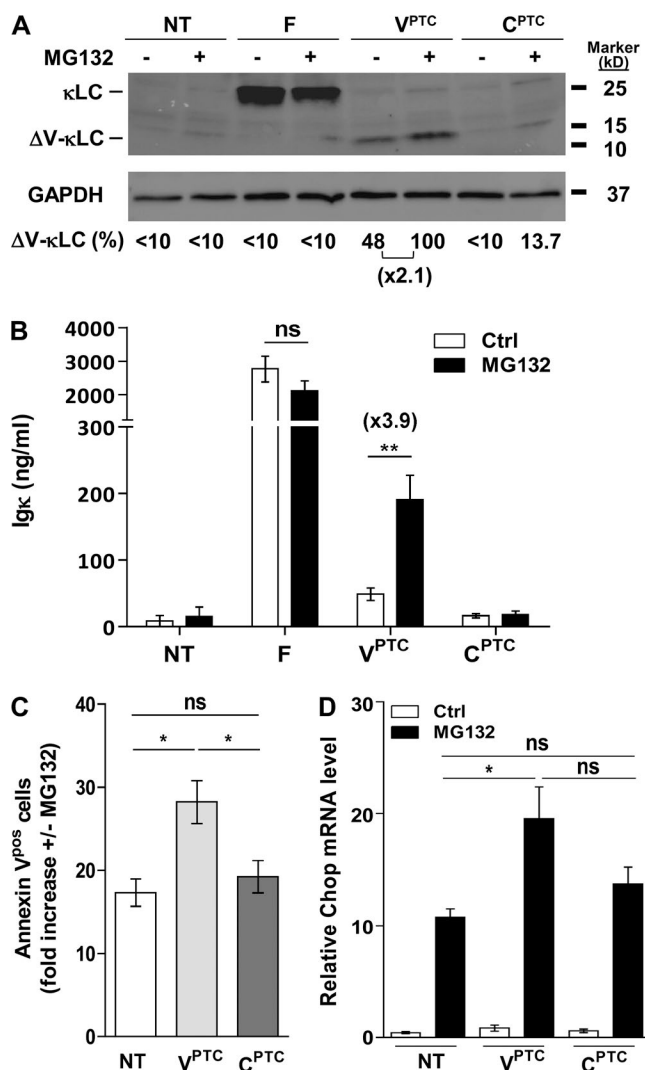 A NT F V^PTC C^PTC
MG132 - + - + - + - + Marker (kD)
κLC 25
ΔV-κLC 15
10
GAPDH 37
ΔV-κLC (%) <10 <10 <10 <10 48 100 <10 13.7
(x2.1)
B
Igκ (ng/ml)
4000
3000
2000
1000
300
200
100
0
ns
(x3.9)
**
Ctrl
MG132
NT F V^PTC C^PTC
C
Annexin V^pos cells
(fold increase +/- MG132)
40
30
20
10
0
ns
* *
NT V^PTC C^PTC
D
Relative Chop mRNA level
30
20
10
0
Ctrl
MG132
ns
* ns
NT V^PTC C^PTC